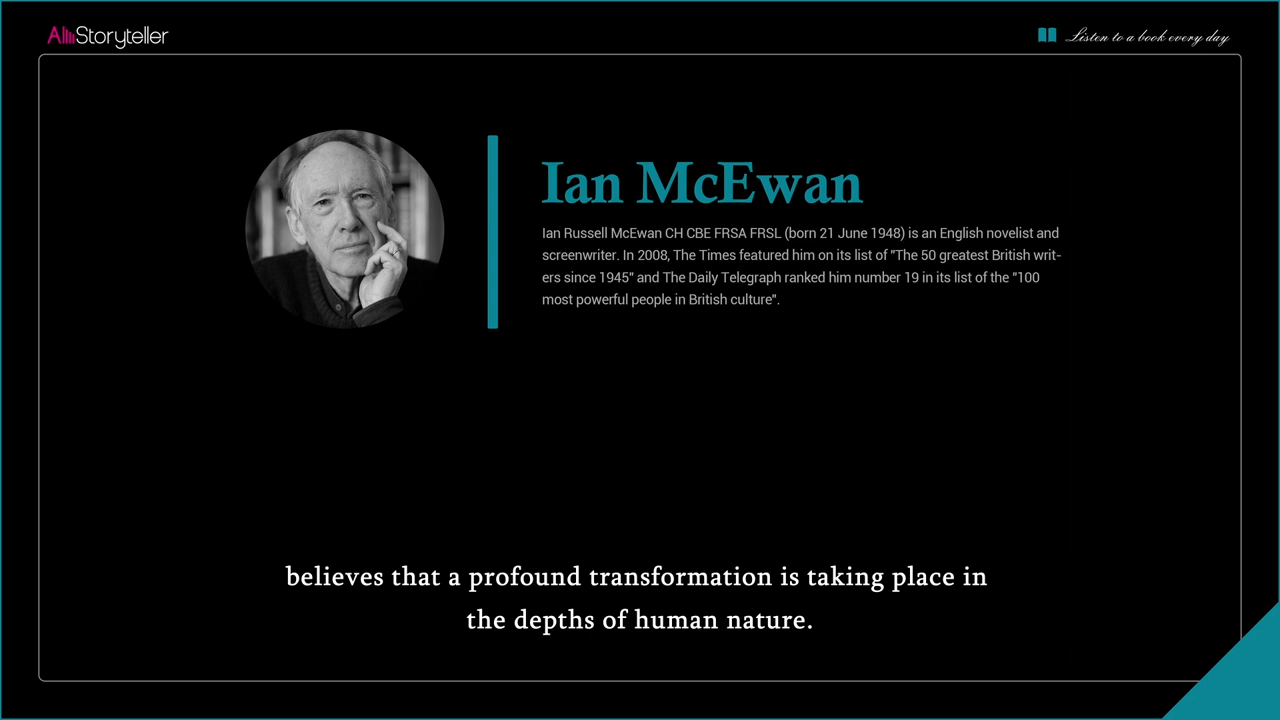 AllStoryteller
Listen to a book every day
Ian McEwan
Ian Russell McEwan CH CBE FRSA FRSL (born 21 June 1948) is an English novelist and
screenwriter. In 2008, The Times featured him on its list of "The 50 greatest British writ-
ers since 1945" and The Daily Telegraph ranked him number 19 in its list of the "100
most powerful people in British culture".
believes that a profound transformation is taking place in
the depths of human nature.